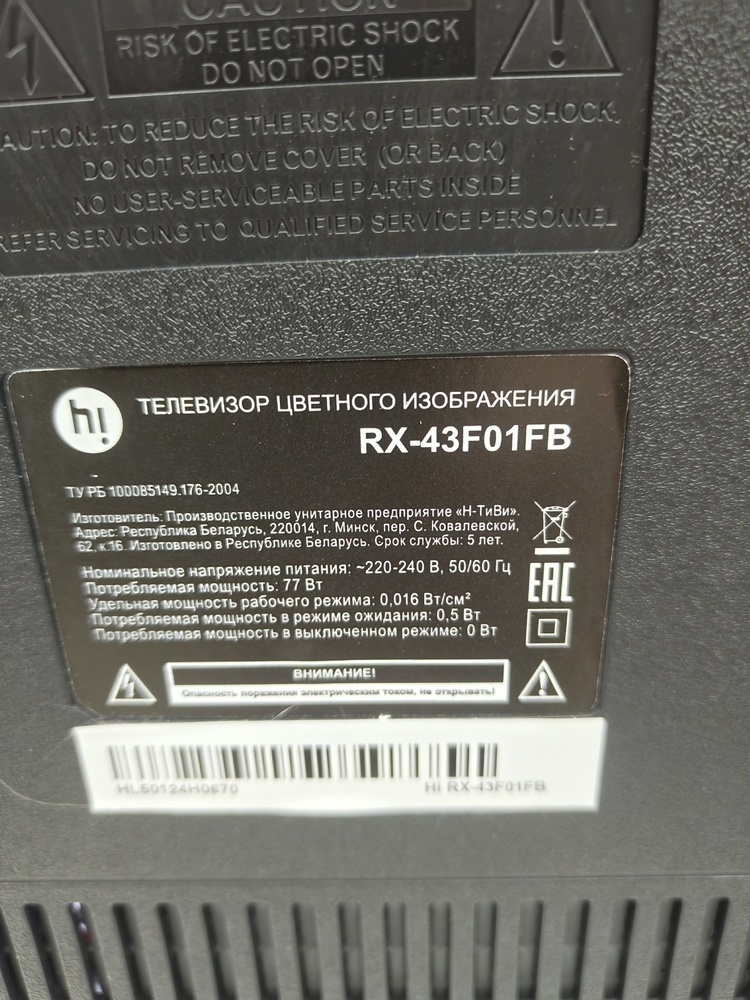 CAUTION
RISK OF ELECTRIC SHOCK
DO NOT OPEN
AUTION: TO REDUCE THE RISK OF ELECTRIC SHOCK,
DO NOT REMOVE COVER (OR BACK)
NO USER-SERVICEABLE PARTS INSIDE
REFER SERVICING TO QUALIFIED SERVICE PERSONNEL
hi
ТЕЛЕВИЗОР ЦВЕТНОГО ИЗОБРАЖЕНИЯ
RX-43F01FB
ТУ РБ 100085149.176-2004
Изготовитель: Производственное унитарное предприятие «Н-ТиВи».
Адрес: Республика Беларусь, 220014, г. Минск, пер. С. Ковалевской,
62, к.16. Изготовлено в Республике Беларусь. Срок службы: 5 лет.
EAC
Номинальное напряжение питания: ~220-240 В, 50/60 Гц
Потребляемая мощность: 77 Вт
Удельная мощность рабочего режима: 0,016 Вт/см²
Потребляемая мощность в режиме ожидания: 0,5 Вт
Потребляемая мощность в выключенном режиме: 0 Вт
ВНИМАНИЕ!
Опасность поражения электрическим током, не открывать!
HL50124H0670
Hi RX-43F01FB